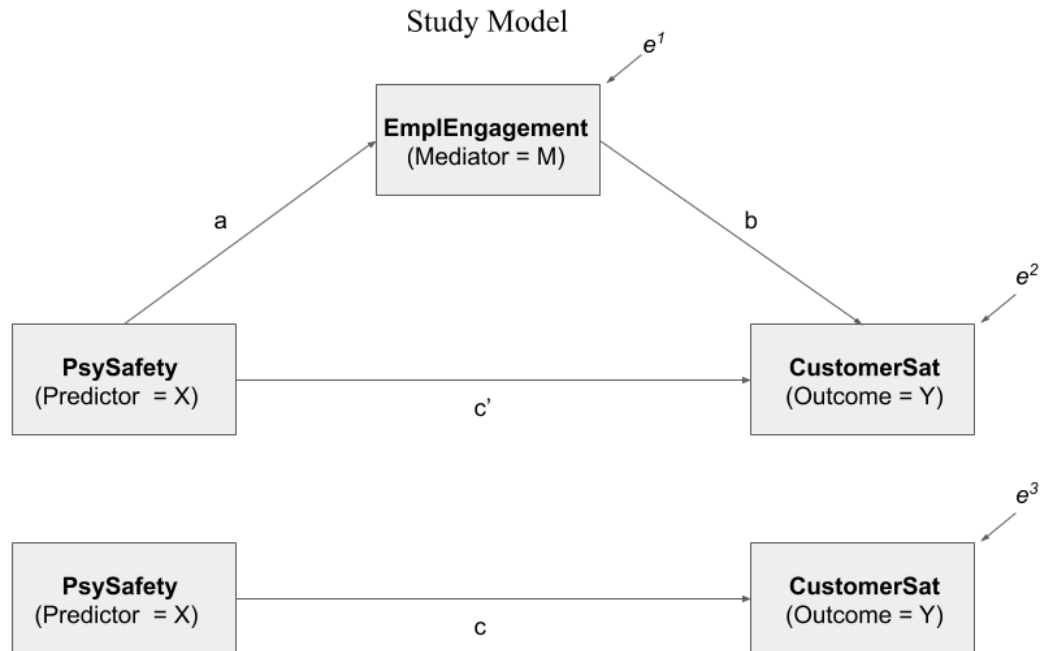 Study Model
e¹
EmplEngagement
(Mediator = M)
a
b
e²
PsySafety
(Predictor = X)
CustomerSat
(Outcome = Y)
c’
e³
PsySafety
(Predictor = X)
CustomerSat
(Outcome = Y)
c